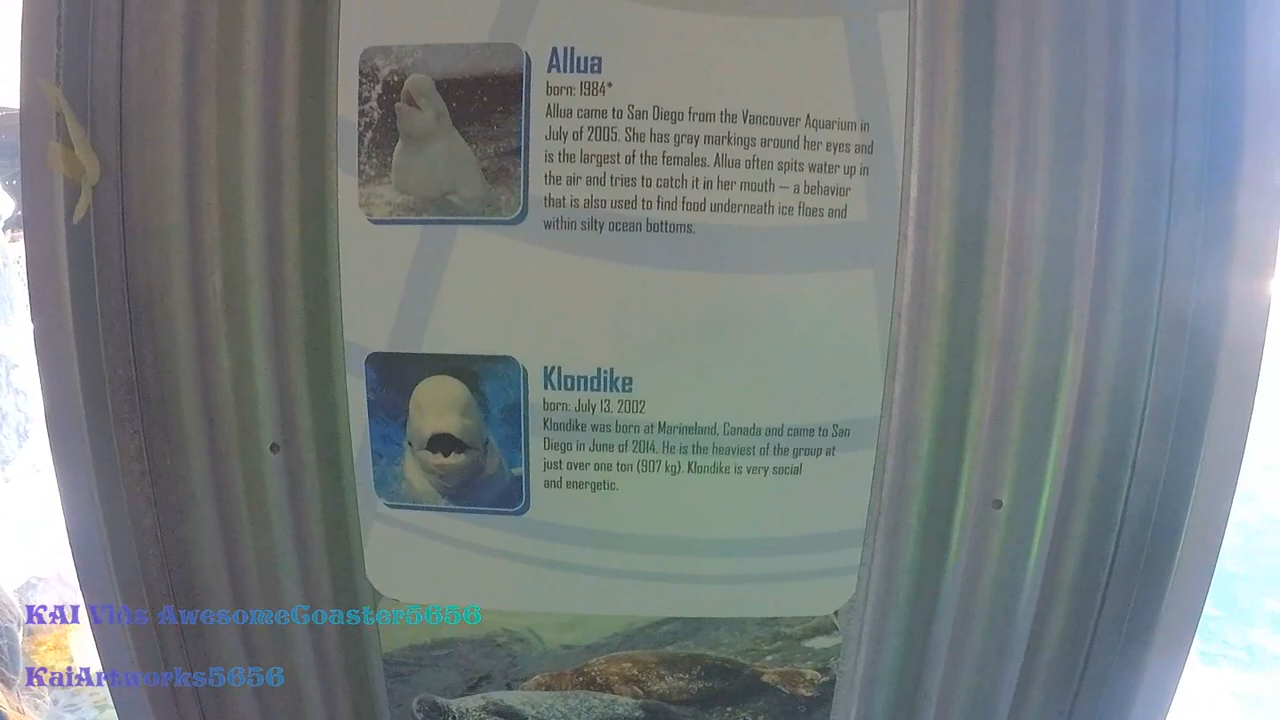 Allua
born: 1984*
Allua came to San Diego from the Vancouver Aquarium in
July of 2005. She has gray markings around her eyes and
is the largest of the females. Allua often spits water up in
the air and tries to catch it in her mouth — a behavior
that is also used to find food underneath ice floes and
within silty ocean bottoms.
Klondike
born: July 13, 2002
Klondike was born at Marineland, Canada and came to San
Diego in June of 2014. He is the heaviest of the group at
just over one ton (907 kg). Klondike is very social
and energetic.
KAI Vids AwesomeCoaster5656
KaiArtworks5656